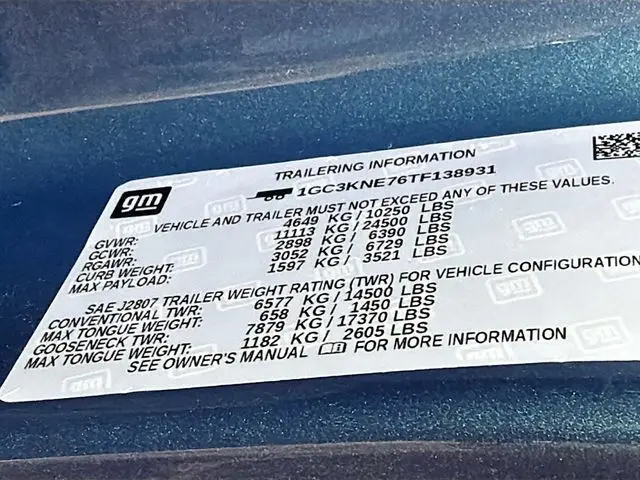 gm
TRAILERING INFORMATION
1GC3KNE76TF138931
VEHICLE AND TRAILER MUST NOT EXCEED ANY OF THESE VALUES.
GVWR: 4649 KG / 10250 LBS
GCWR: 11113 KG / 24500 LBS
RGAWR: 2898 KG / 6390 LBS
CURB WEIGHT: 3052 KG / 6729 LBS
MAX PAYLOAD: 1597 KG / 3521 LBS
SAE J2807 TRAILER WEIGHT RATING (TWR) FOR VEHICLE CONFIGURATION
CONVENTIONAL TWR: 6577 KG / 14500 LBS
MAX TONGUE WEIGHT: 658 KG / 1450 LBS
GOOSENECK TWR: 7879 KG / 17370 LBS
MAX TONGUE WEIGHT: 1182 KG / 2605 LBS
SEE OWNER'S MANUAL FOR MORE INFORMATION